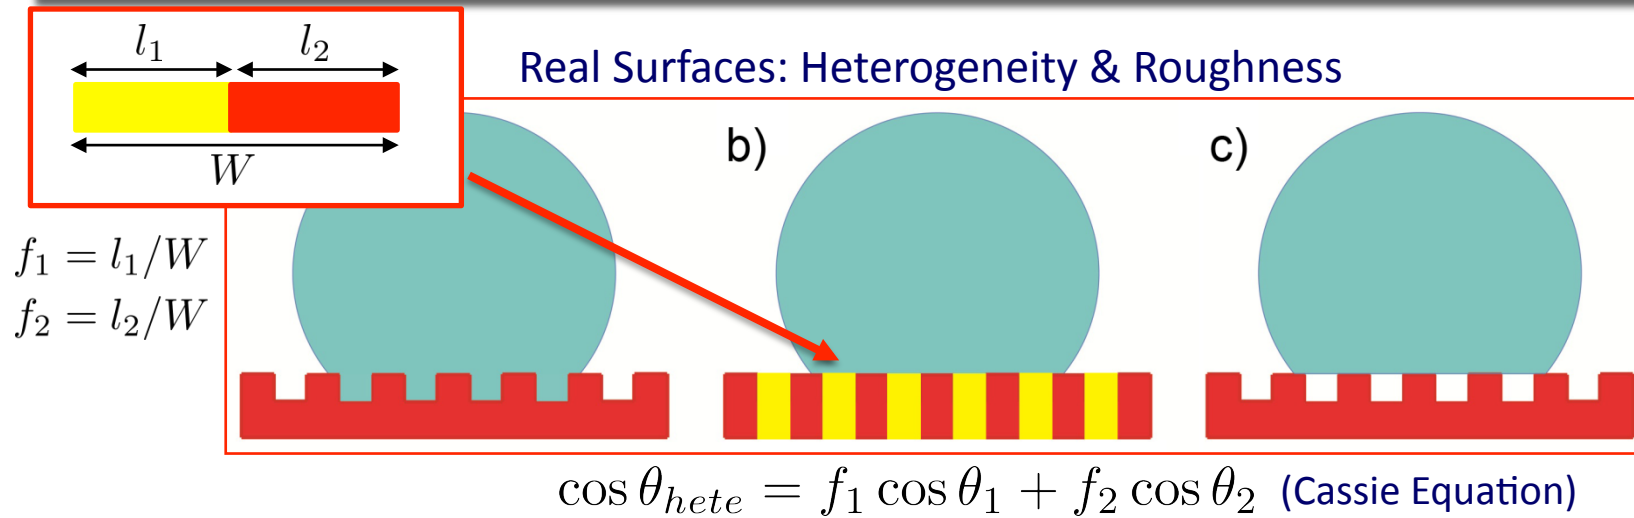 l₁ l₂
W
Real Surfaces: Heterogeneity & Roughness
b) c)
f₁ = l₁/W
f₂ = l₂/W
cos θ_hete = f₁ cos θ₁ + f₂ cos θ₂ (Cassie Equation)